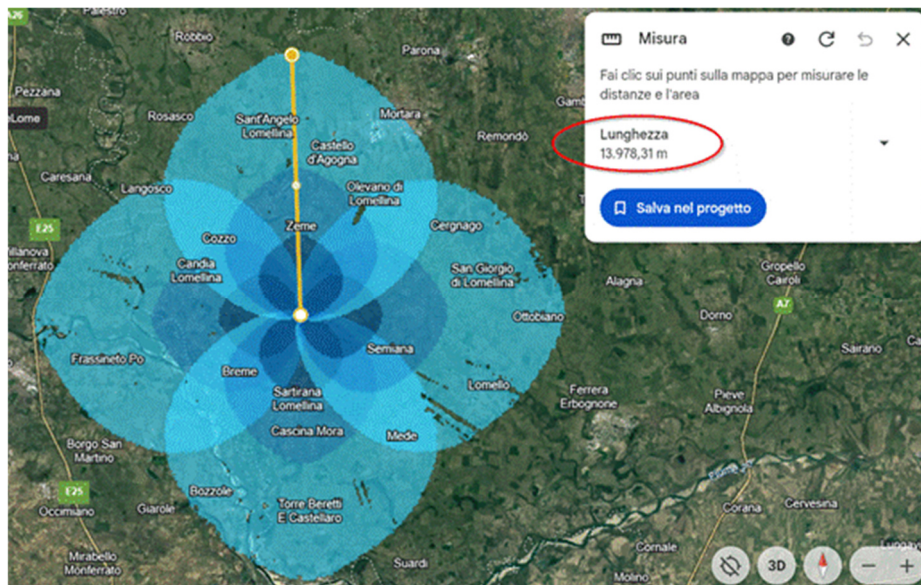 Palestro
A26
Robbio
Parona
Pezzana
Rosasco
Sant'Angelo
Lomellina
Mortara
Castello
d'Agogna
Remondò
Caresana
Langosco
Olevano di
Lomellina
E25
Cozzo
Zeme
Cergnago
Candia
Lomellina
San Giorgio
di Lomellina
Alagna
Gropello
Cairoli
A7
Ottobiano
Dorno
Sairano
Frassineto Po
Semiana
Breme
Sartirana
Lomellina
Lomello
Ferrera
Erbognone
Pieve
Albignola
Cascina Mora
Mede
Borgo San
Martino
E25
Occimiano
Giarole
Bozzole
Torre Beretti
E Castellaro
Corana
Cervesina
Mirabello
Monferrato
Suardi
Cornale
Molino
Misura
Fai clic sui punti sulla mappa per misurare le
distanze e l'area
Lunghezza
13.978,31 m
Salva nel progetto
3D